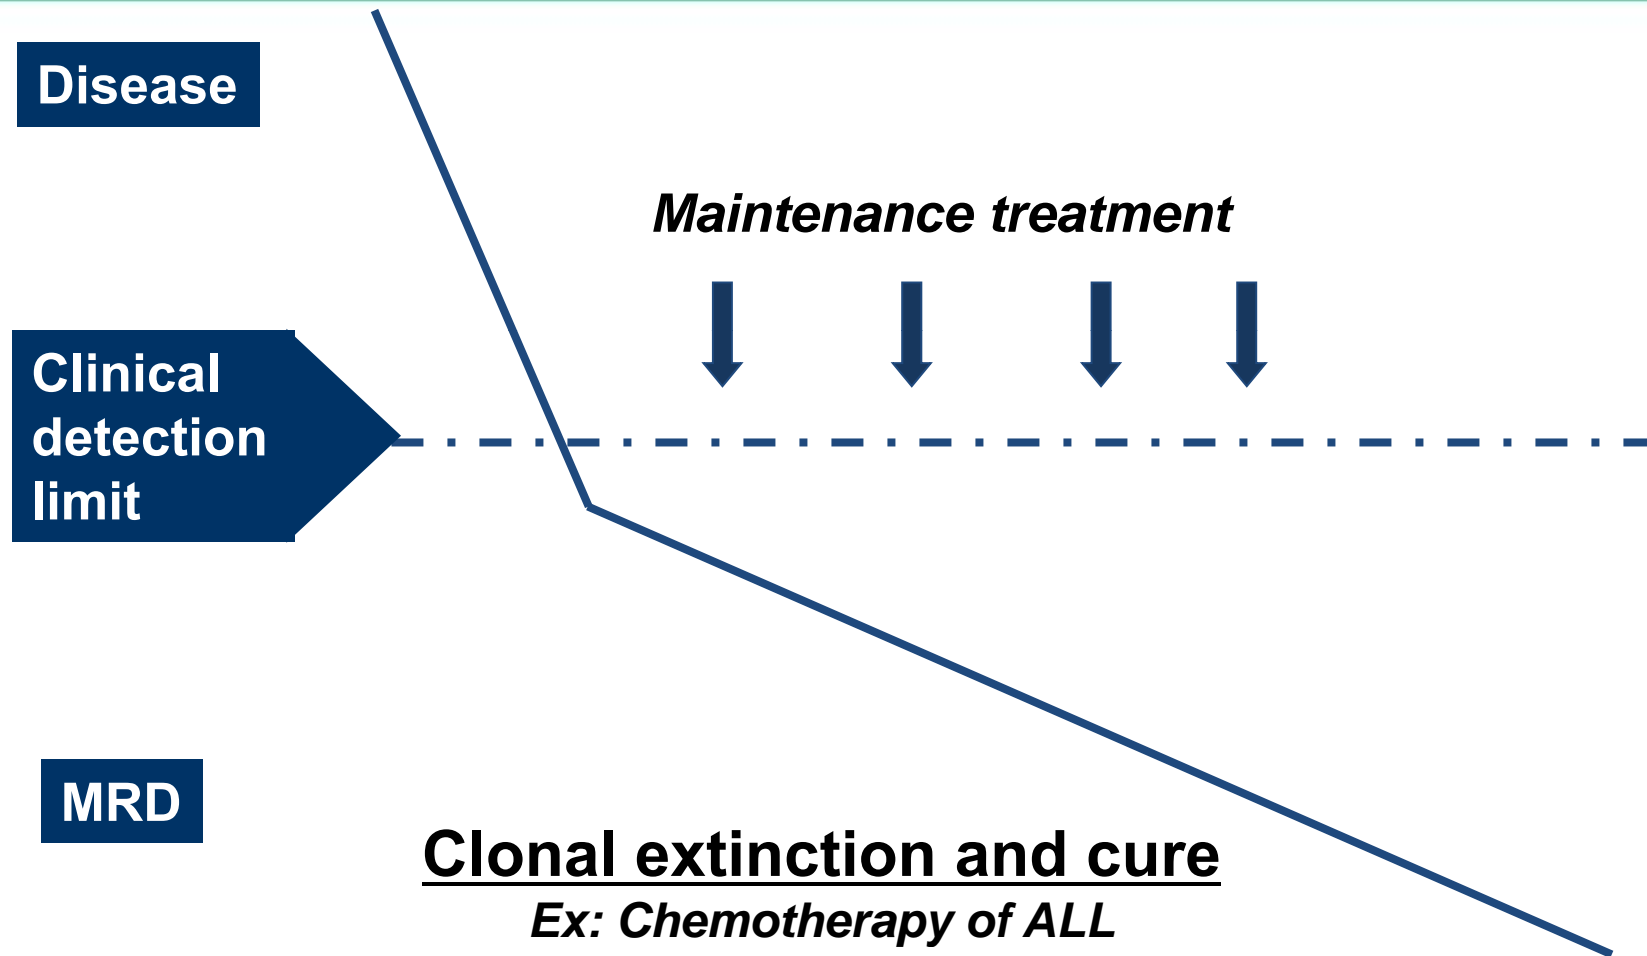 Disease
Maintenance treatment
Clinical
detection
limit
MRD
Clonal extinction and cure
Ex: Chemotherapy of ALL